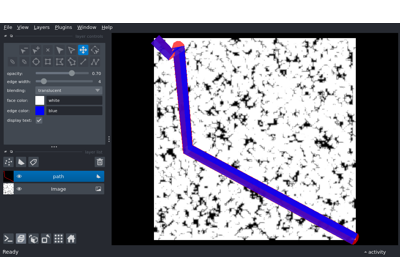 File View Layers Plugins Window Help
opacity: 0.70
edge width: 4
blending: translucent
face color: white
edge color: blue
display text:
path
Image
Ready
activity